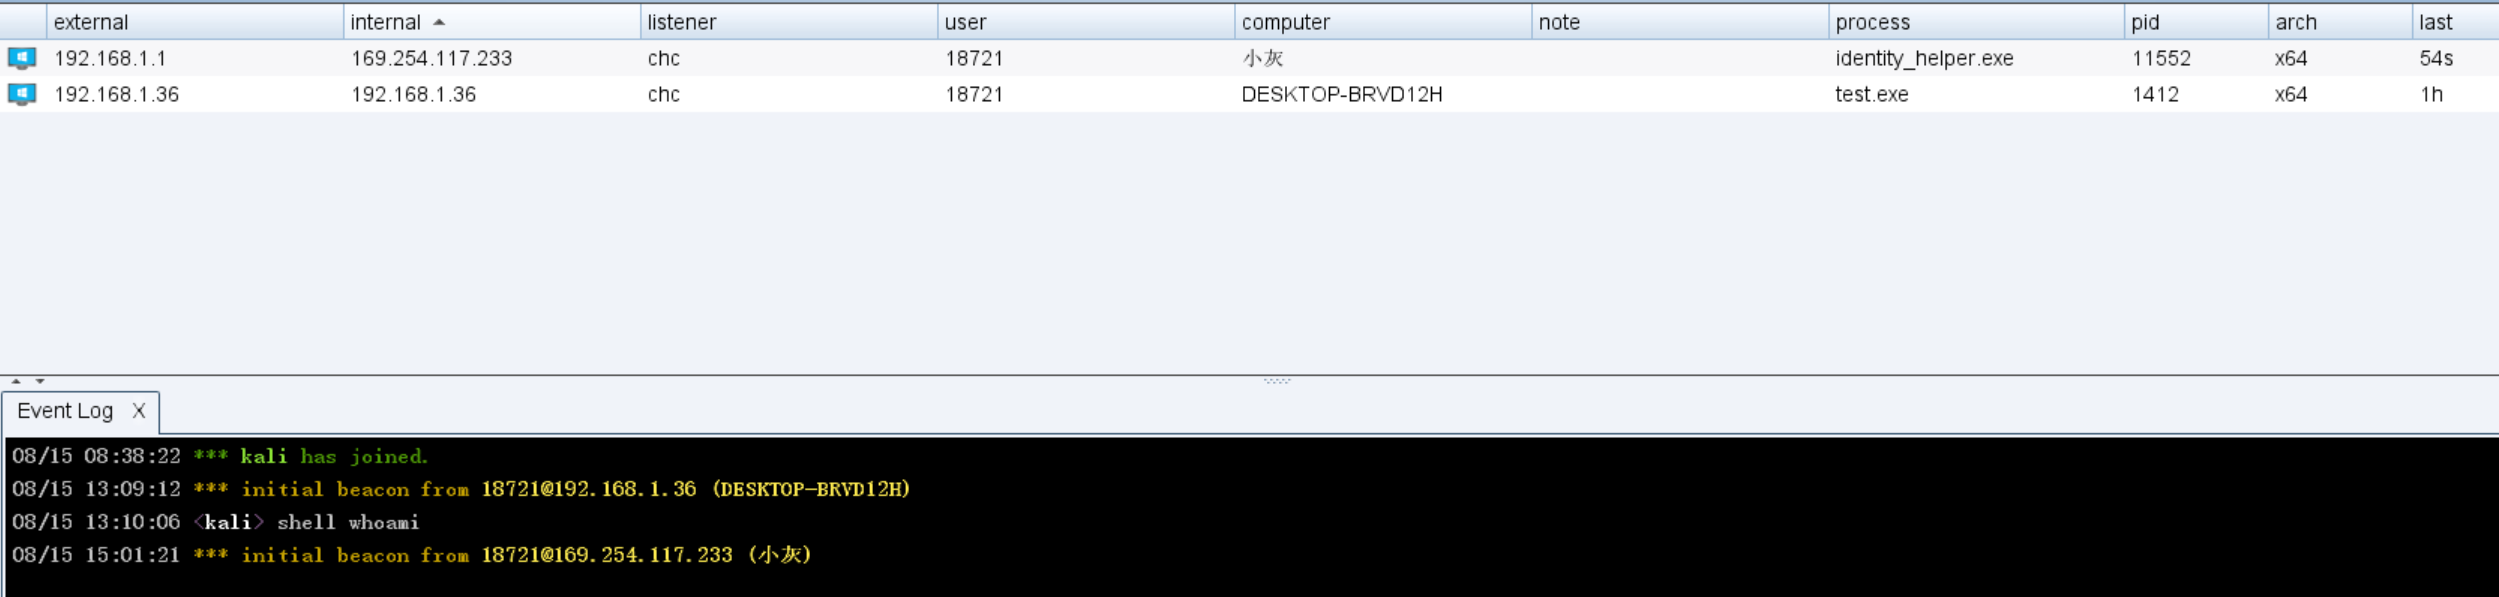 external internal listener user computer note process pid arch last
192.168.1.1 169.254.117.233 chc 18721 小灰 identity_helper.exe 11552 x64 54s
192.168.1.36 192.168.1.36 chc 18721 DESKTOP-BRVD12H test.exe 1412 x64 1h
Event Log X
08/15 08:38:22 *** kali has joined.
08/15 13:09:12 *** initial beacon from 18721@192.168.1.36 (DESKTOP-BRVD12H)
08/15 13:10:06 <kali> shell whoami
08/15 15:01:21 *** initial beacon from 18721@169.254.117.233 (小灰)